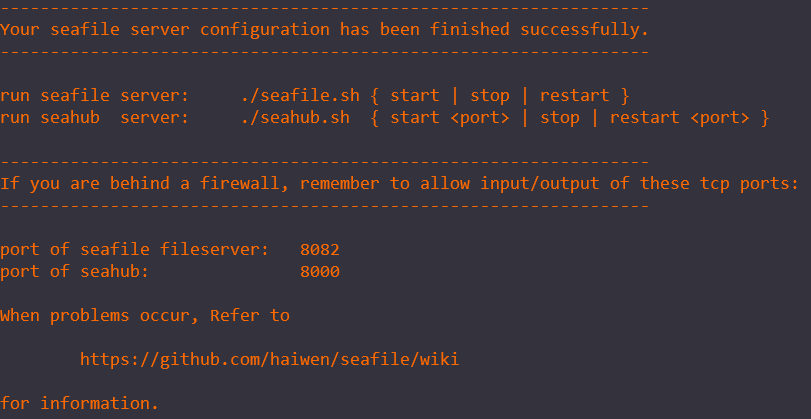 -----------------------------------------------------------------
Your seafile server configuration has been finished successfully.
-----------------------------------------------------------------
run seafile server:     ./seafile.sh { start | stop | restart }
run seahub  server:     ./seahub.sh  { start <port> | stop | restart <port> }
-----------------------------------------------------------------
If you are behind a firewall, remember to allow input/output of these tcp ports:
-----------------------------------------------------------------
port of seafile fileserver:   8082
port of seahub:               8000
When problems occur, Refer to
        https://github.com/haiwen/seafile/wiki
for information.